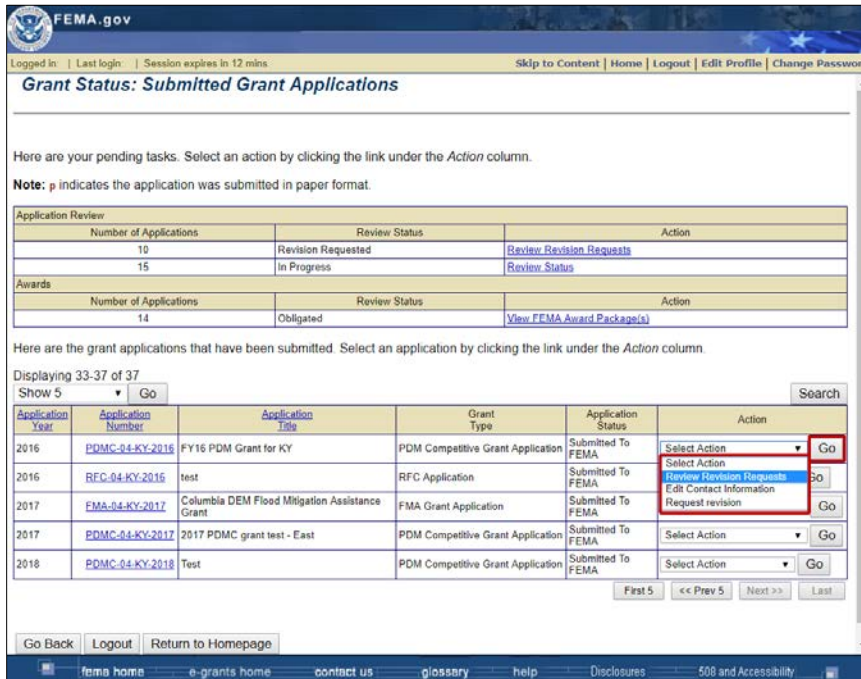 FEMA.gov
Logged in: | Last login: | Session expires in 12 mins
Skip to Content | Home | Logout | Edit Profile | Change Passwor
Grant Status: Submitted Grant Applications
Here are your pending tasks. Select an action by clicking the link under the Action column.
Note: p indicates the application was submitted in paper format.
Application Review
Number of Applications Review Status Action
10 Revision Requested Review Revision Requests
15 In Progress Review Status
Awards
Number of Applications Review Status Action
14 Obligated View FEMA Award Package(s)
Here are the grant applications that have been submitted. Select an application by clicking the link under the Action column.
Displaying 33-37 of 37
Show 5 Go Search
Application Year Application Number Application Title Grant Type Application Status Action
2016 PDMC-04-KY-2016 FY16 PDM Grant for KY PDM Competitive Grant Application Submitted To FEMA Select Action Go
Select Action
Review Revision Requests
Edit Contact Information
Request revision
2016 RFC-04-KY-2016 test RFC Application Submitted To FEMA Go
2017 FMA-04-KY-2017 Columbia DEM Flood Mitigation Assistance Grant FMA Grant Application Submitted To FEMA Go
2017 PDMC-04-KY-2017 2017 PDMC grant test - East PDM Competitive Grant Application Submitted To FEMA Select Action Go
2018 PDMC-04-KY-2018 Test PDM Competitive Grant Application Submitted To FEMA Select Action Go
First 5 << Prev 5 Next >> Last
Go Back Logout Return to Homepage
fema home e-grants home contact us glossary help Disclosures 508 and Accessibility